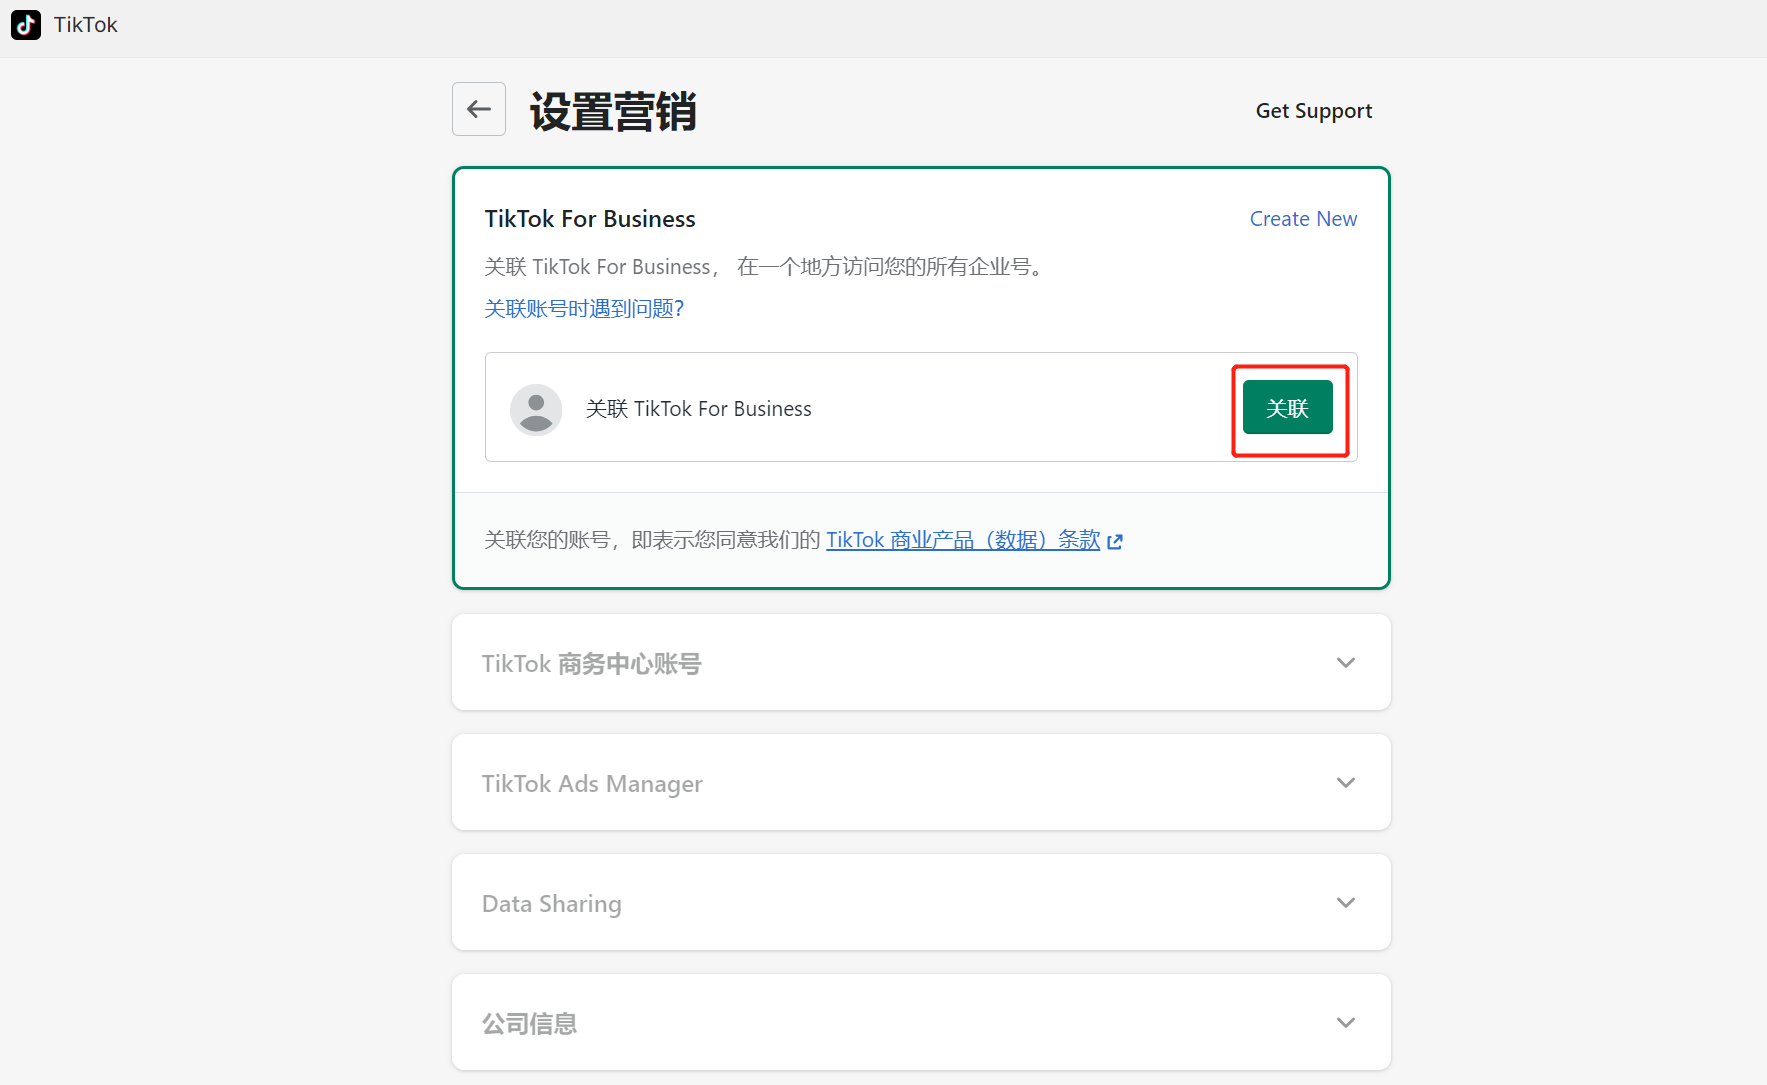 TikTok
设置营销
Get Support
TikTok For Business
Create New
关联 TikTok For Business， 在一个地方访问您的所有企业号。
关联账号时遇到问题?
关联 TikTok For Business
关联
关联您的账号，即表示您同意我们的 TikTok 商业产品（数据）条款
TikTok 商务中心账号
TikTok Ads Manager
Data Sharing
公司信息